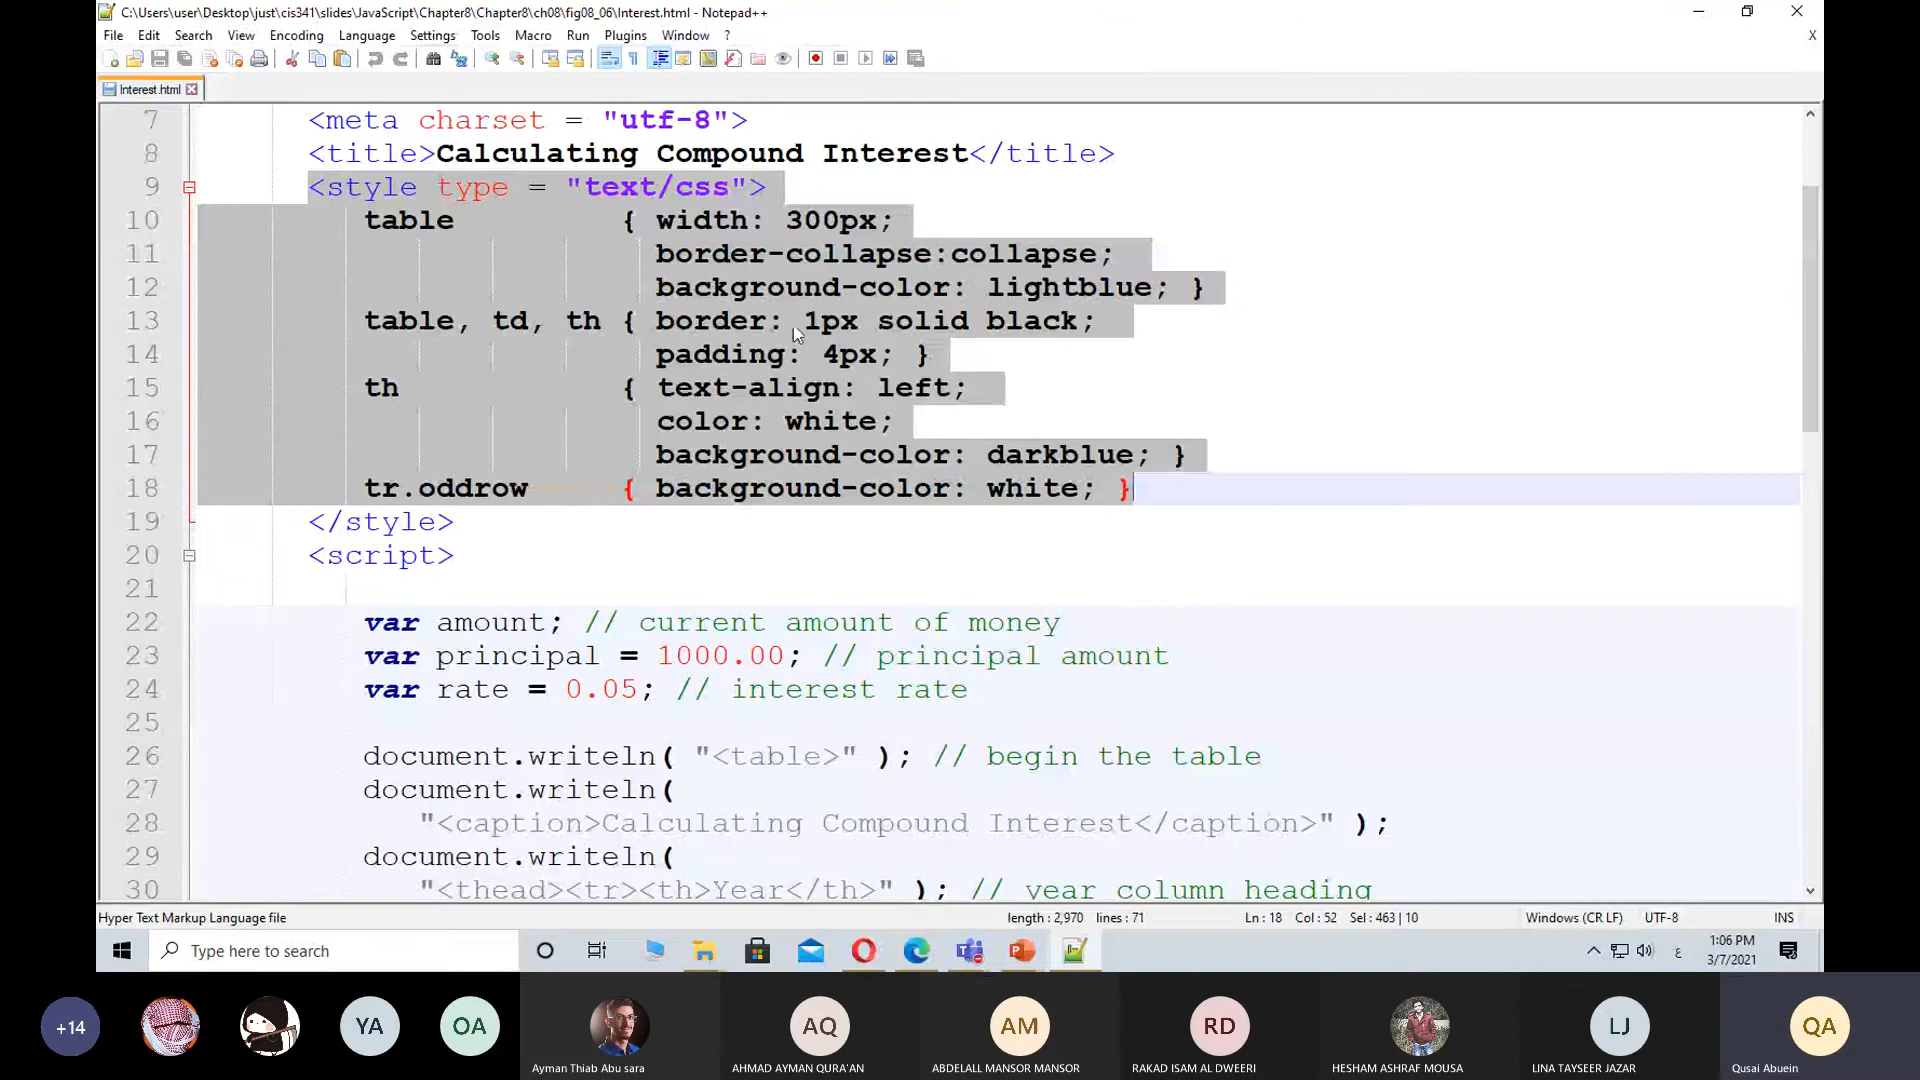 C:\Users\user\Desktop\just\cis341\slides\JavaScript\Chapter8\Chapter8\ch08\fig08_06\Interest.html - Notepad++
File Edit Search View Encoding Language Settings Tools Macro Run Plugins Window ? X
Interest.html
7 <meta charset = "utf-8">
8 <title>Calculating Compound Interest</title>
9 <style type = "text/css">
10 table { width: 300px;
11 border-collapse:collapse;
12 background-color: lightblue; }
13 table, td, th { border: 1px solid black;
14 padding: 4px; }
15 th { text-align: left;
16 color: white;
17 background-color: darkblue; }
18 tr.oddrow { background-color: white; }
19 </style>
20 <script>
21
22 var amount; // current amount of money
23 var principal = 1000.00; // principal amount
24 var rate = 0.05; // interest rate
25
26 document.writeln( "<table>" ); // begin the table
27 document.writeln(
28 "<caption>Calculating Compound Interest</caption>" );
29 document.writeln(
30 "<thead><tr><th>Year</th>" ); // year column heading
Hyper Text Markup Language file length : 2,970 lines : 71 Ln : 18 Col : 52 Sel : 463 | 10 Windows (CR LF) UTF-8 INS
Type here to search
ع
1:06 PM
3/7/2021
+14 YA OA AQ AM RD LJ QA
Ayman Thiab Abu sara AHMAD AYMAN QURA'AN ABDELALL MANSOR MANSOR RAKAD ISAM AL DWEERI HESHAM ASHRAF MOUSA LINA TAYSEER JAZAR Qusai Abuein